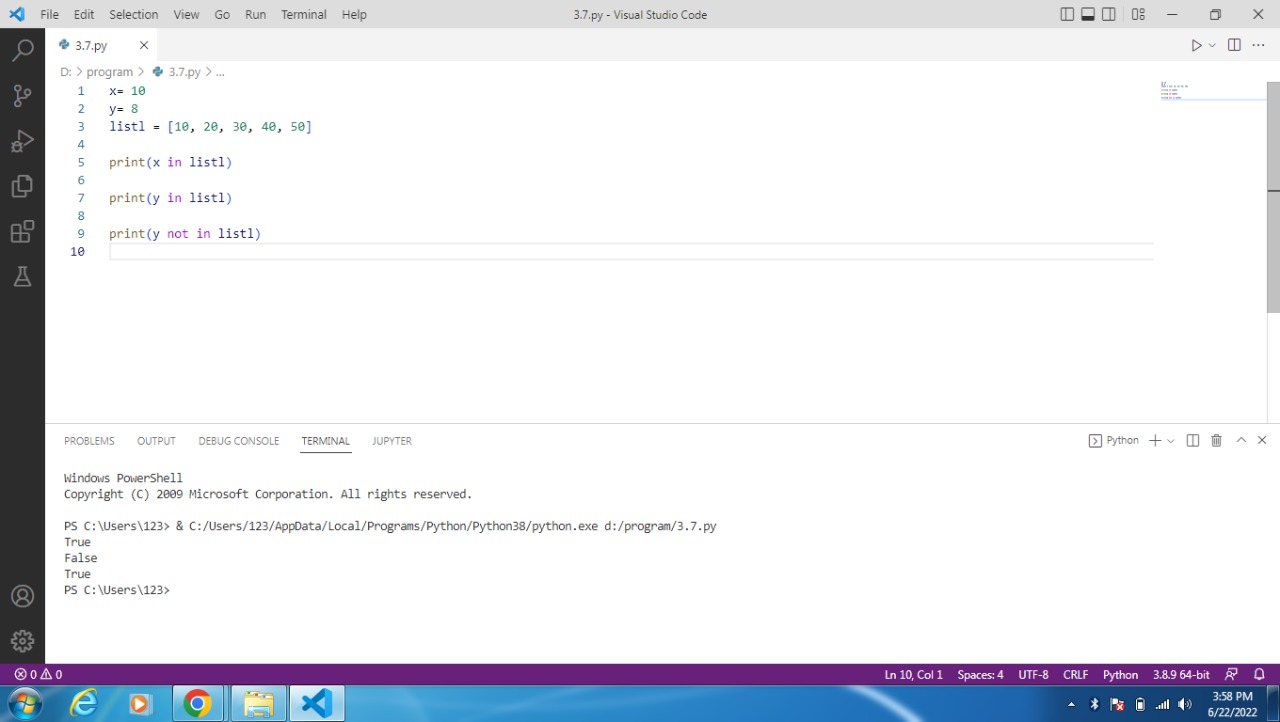 File Edit Selection View Go Run Terminal Help 3.7.py - Visual Studio Code
3.7.py
D: > program > 3.7.py > ...
1 x= 10
2 y= 8
3 listl = [10, 20, 30, 40, 50]
4
5 print(x in listl)
6
7 print(y in listl)
8
9 print(y not in listl)
10
PROBLEMS OUTPUT DEBUG CONSOLE TERMINAL JUPYTER Python
Windows PowerShell
Copyright (C) 2009 Microsoft Corporation. All rights reserved.
PS C:\Users\123> & C:/Users/123/AppData/Local/Programs/Python/Python38/python.exe d:/program/3.7.py
True
False
True
PS C:\Users\123>
0 0 Ln 10, Col 1 Spaces: 4 UTF-8 CRLF Python 3.8.9 64-bit
3:58 PM
6/22/2022